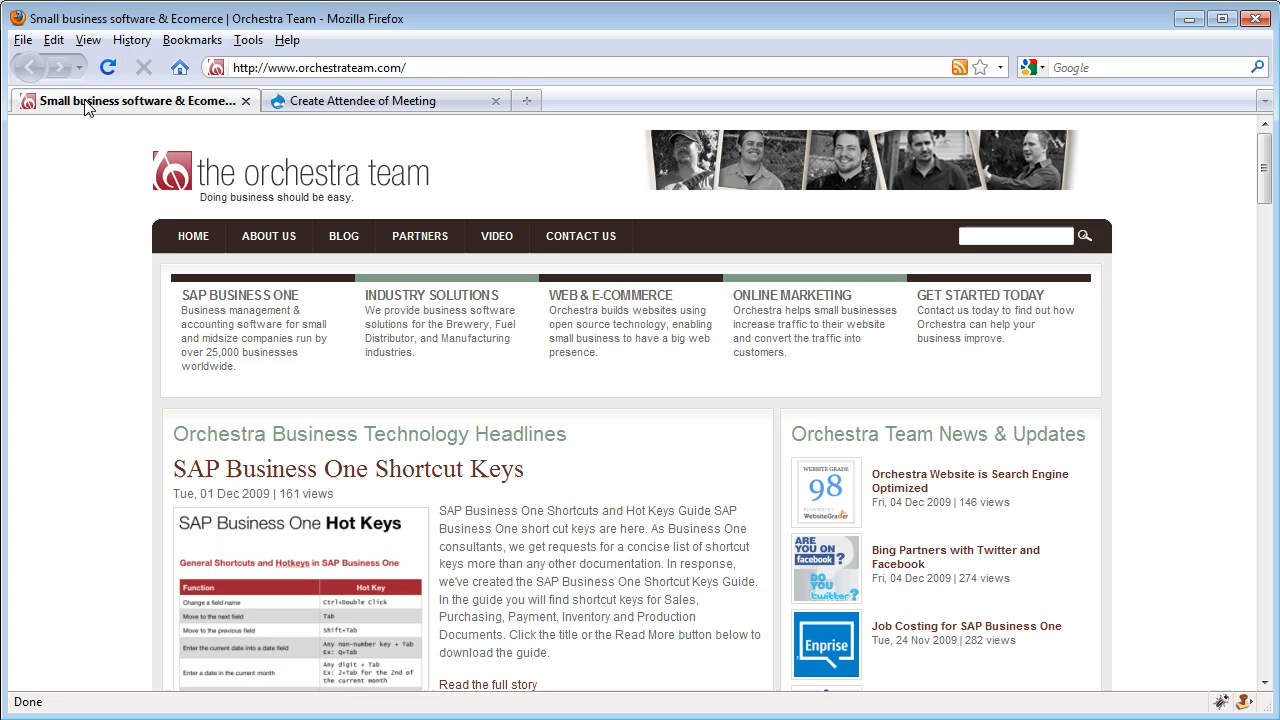 Small business software & Ecomerce | Orchestra Team - Mozilla Firefox
File Edit View History Bookmarks Tools Help
http://www.orchestrateam.com/
Google
Small business software & Ecome...
Create Attendee of Meeting
the orchestra team
Doing business should be easy.
HOME ABOUT US BLOG PARTNERS VIDEO CONTACT US
SAP BUSINESS ONE
Business management &
accounting software for small
and midsize companies run by
over 25,000 businesses
worldwide.
INDUSTRY SOLUTIONS
We provide business software
solutions for the Brewery, Fuel
Distributor, and Manufacturing
industries.
WEB & E-COMMERCE
Orchestra builds websites using
open source technology, enabling
small business to have a big web
presence.
ONLINE MARKETING
Orchestra helps small businesses
increase traffic to their website
and convert the traffic into
customers.
GET STARTED TODAY
Contact us today to find out how
Orchestra can help your
business improve.
Orchestra Business Technology Headlines
SAP Business One Shortcut Keys
Tue, 01 Dec 2009 | 161 views
SAP Business One Hot Keys
General Shortcuts and Hotkeys in SAP Business One
Function Hot Key
Change a field name Ctrl+Double Click
Move to the next field Tab
Move to the previous field Shift+Tab
Enter the current date into a date field Any non-number key + Tab
Ex: Q+Tab
Enter a date in the current month Any digit + Tab
Ex: 2+Tab for the 2nd of
the current month
SAP Business One Shortcuts and Hot Keys Guide SAP
Business One short cut keys are here. As Business One
consultants, we get requests for a concise list of shortcut
keys more than any other documentation. In response,
we've created the SAP Business One Shortcut Keys Guide.
In the guide you will find shortcut keys for Sales,
Purchasing, Payment, Inventory and Production
Documents. Click the title or the Read More button below to
download the guide.
Read the full story
Orchestra Team News & Updates
WEBSITE GRADE
98
POWERED BY
WebsiteGrader
Orchestra Website is Search Engine
Optimized
Fri, 04 Dec 2009 | 146 views
ARE YOU ON
facebook?
DO YOU
twitter?
Bing Partners with Twitter and
Facebook
Fri, 04 Dec 2009 | 274 views
Enprise
Job Costing for SAP Business One
Tue, 24 Nov 2009 | 282 views
Done